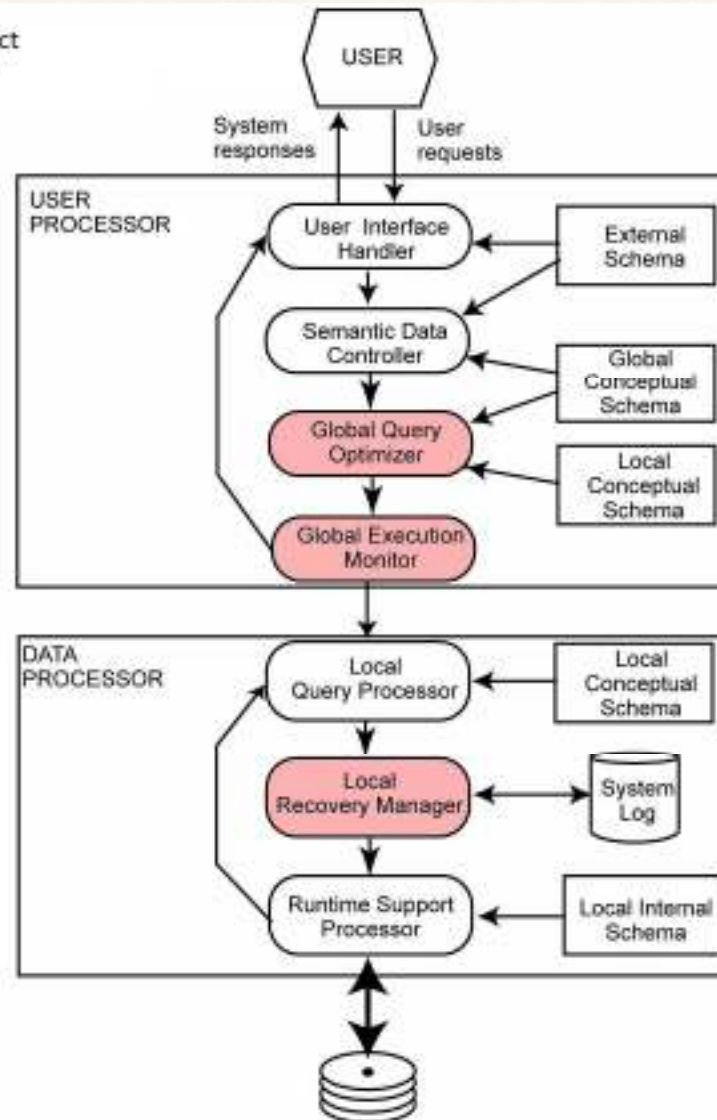 ct
USER
System
responses
User
requests
USER
PROCESSOR
User Interface
Handler
External
Schema
Semantic Data
Controller
Global
Conceptual
Schema
Global Query
Optimizer
Local
Conceptual
Schema
Global Execution
Monitor
DATA
PROCESSOR
Local
Query Processor
Local
Conceptual
Schema
Local
Recovery Manager
System
Log
Runtime Support
Processor
Local Internal
Schema